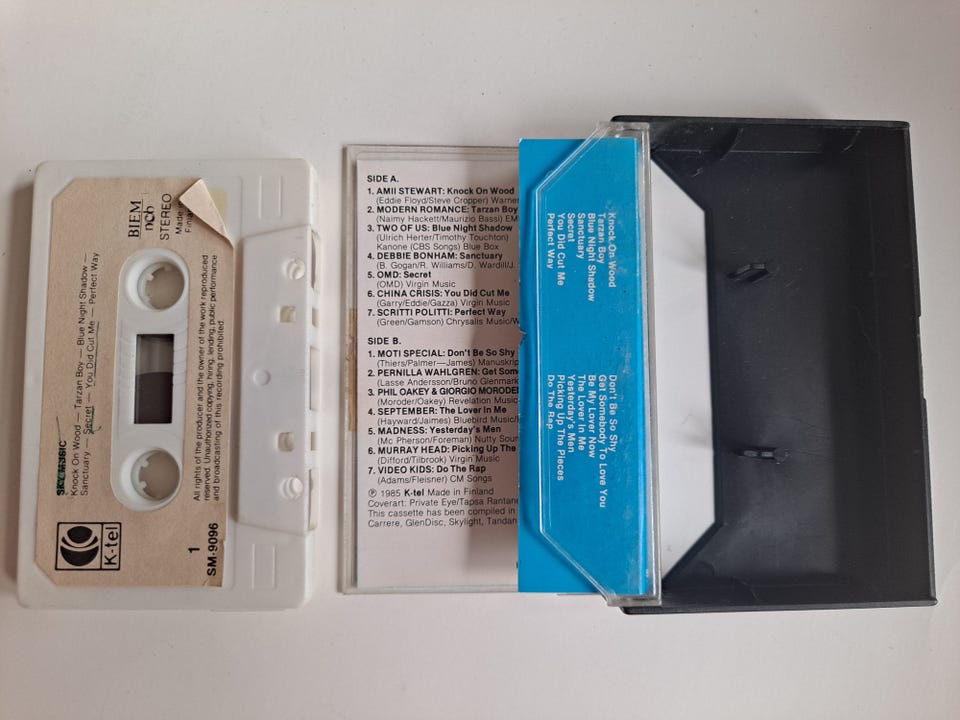 SKY MUSIC
Knock On Wood — Tarzan Boy — Blue Night Shadow —
Sanctuary — Secret — You Did Cut Me — Perfect Way
BIEM
ncb
STEREO
Made
Finland
All rights of the producer and the owner of the work reproduced
reserved. Unauthorized copying, hiring, lending, public performance
and broadcasting of this recording prohibited
K-tel
1
SM-9096
SIDE A.
1. AMII STEWART: Knock On Wood
(Eddie Floyd/Steve Cropper) Warner
2. MODERN ROMANCE: Tarzan Boy
(Naimy Hackett/Maurizio Bassi) EMI
3. TWO OF US: Blue Night Shadow
(Ulrich Herter/Timothy Touchton)
Kanone (CBS Songs) Blue Box
4. DEBBIE BONHAM: Sanctuary
(B. Gogan/R. Williams/D. Wardill/J.
5. OMD: Secret
(OMD) Virgin Music
6. CHINA CRISIS: You Did Cut Me
(Garry/Eddie/Gazza) Virgin Music
7. SCRITTI POLITTI: Perfect Way
(Green/Gamson) Chrysalis Music/W
SIDE B.
1. MOTI SPECIAL: Don't Be So Shy
(Thiers/Palmer—James) Manuskrip
2. PERNILLA WAHLGREN: Get Som
(Lasse Andersson/Bruno Glenmark
3. PHIL OAKEY & GIORGIO MORODE
(Moroder/Oakey) Revelation Music
4. SEPTEMBER: The Lover In Me
(Hayward/Jaimes) Bluebird Music/
5. MADNESS: Yesterday's Men
(Mc Pherson/Foreman) Nutty Soun
6. MURRAY HEAD: Picking Up The
(Difford/Tilbrook) Virgin Music
7. VIDEO KIDS: Do The Rap
(Adams/Fleisner) CM Songs
Ⓟ 1985 K-tel Made in Finland
Coverart: Private Eye/Tapsa Rantane
This cassette has been compiled in
Carrere, GlenDisc, Skylight, Tandan
Knock On Wood
Tarzan Boy
Blue Night Shadow
Sanctuary
Secret
You Did Cut Me
Perfect Way
Don't Be So Shy
Get Somebody To Love You
Be My Lover Now
The Lover In Me
Yesterday's Men
Picking Up The Pieces
Do The Rap